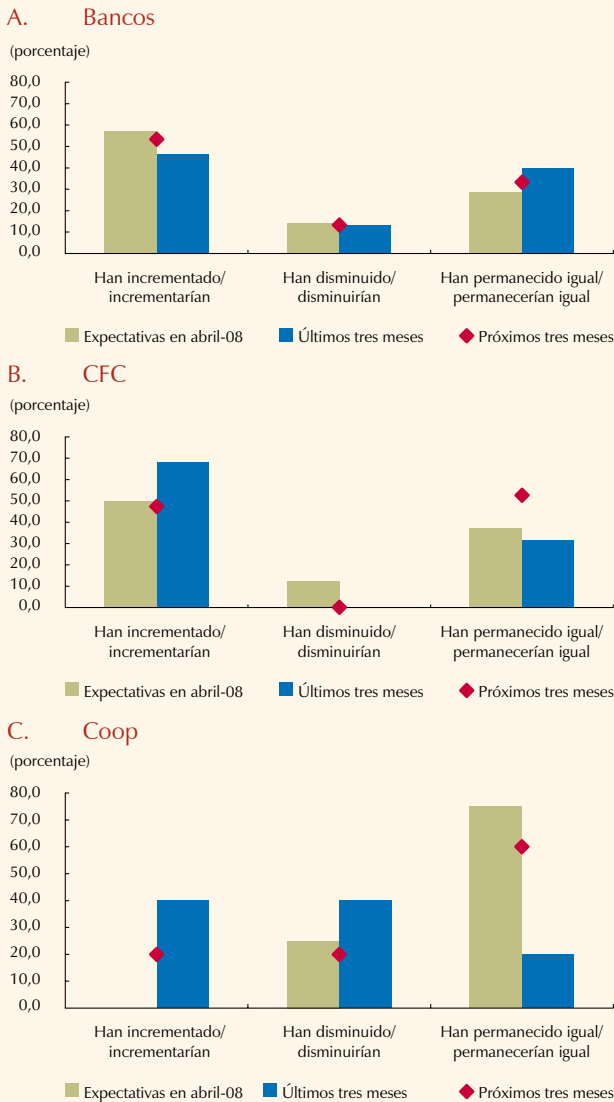 A. Bancos
(porcentaje)
80,0
70,0
60,0
50,0
40,0
30,0
20,0
10,0
0,0
Han incrementado/ Han disminuido/ Han permanecido igual/
incrementarían disminuirían permanecerían igual
Expectativas en abril-08 Últimos tres meses Próximos tres meses
B. CFC
(porcentaje)
80,0
70,0
60,0
50,0
40,0
30,0
20,0
10,0
0,0
Han incrementado/ Han disminuido/ Han permanecido igual/
incrementarían disminuirían permanecerían igual
Expectativas en abril-08 Últimos tres meses Próximos tres meses
C. Coop
(porcentaje)
80,0
70,0
60,0
50,0
40,0
30,0
20,0
10,0
0,0
Han incrementado/ Han disminuido/ Han permanecido igual/
incrementarían disminuirían permanecerían igual
Expectativas en abril-08 Últimos tres meses Próximos tres meses